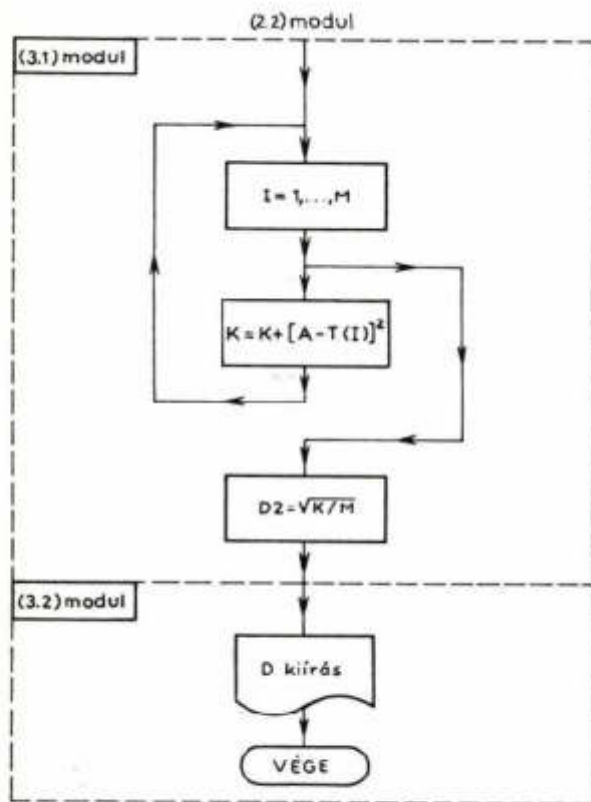 (2.2) modul
(3.1) modul
I = 1,...,M
K = K + [A - T(I)]²
D2 = √K/M
(3.2) modul
D kiírás
VÉGE